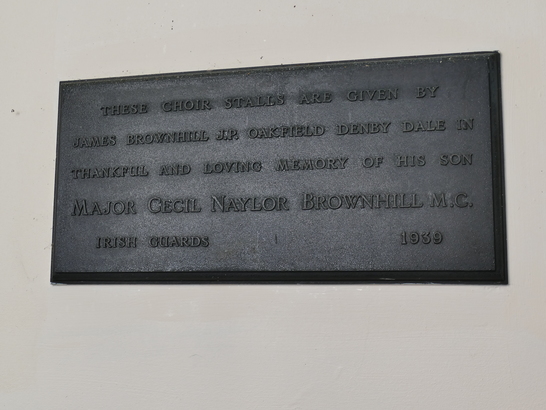 THESE CHOIR STALLS ARE GIVEN BY
JAMES BROWNHILL J.P. OAKFIELD DENBY DALE IN
THANKFUL AND LOVING MEMORY OF HIS SON
MAJOR CECIL NAYLOR BROWNHILL M.C.
IRISH GUARDS 1939